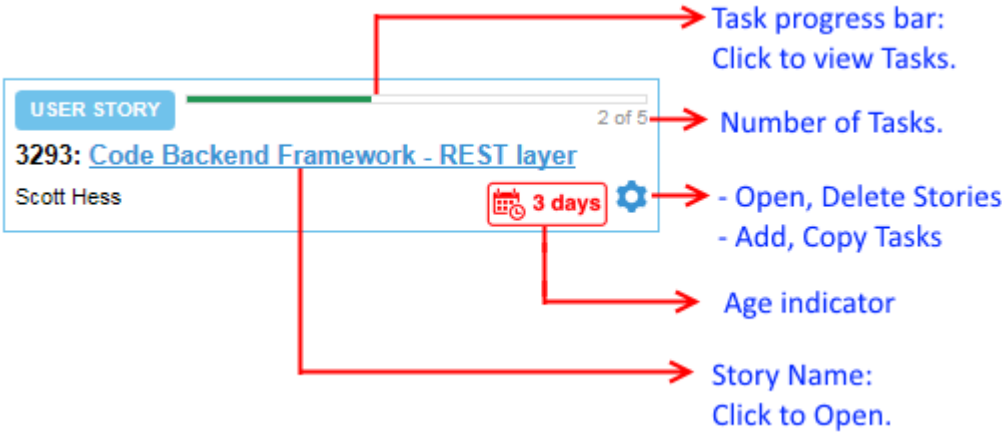 Task progress bar:
Click to view Tasks.
USER STORY
2 of 5
Number of Tasks.
3293: Code Backend Framework - REST layer
Scott Hess
3 days
- Open, Delete Stories
- Add, Copy Tasks
Age indicator
Story Name:
Click to Open.